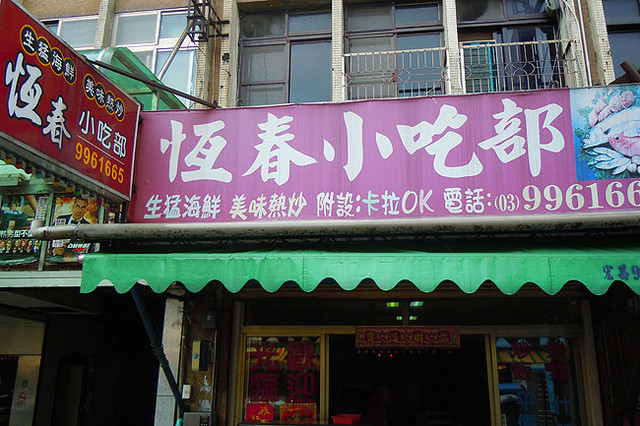 生猛海鮮 美味熱炒
恆春
小吃部
9961665
恆春小吃部
生猛海鮮 美味熱炒 附設:卡拉OK 電話:(03)996166